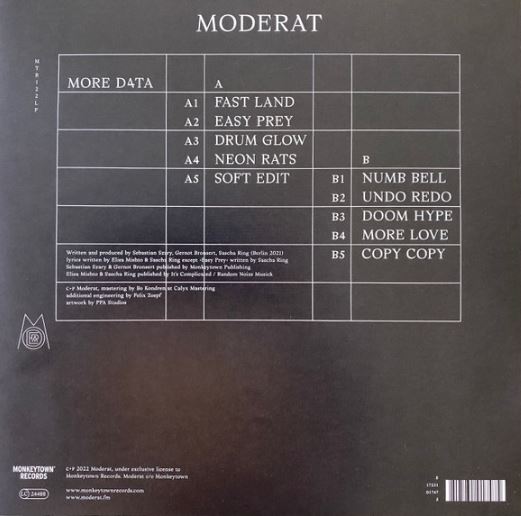 MODERAT
MTR122LP
MORE D4TA
A
A1 FAST LAND
A2 EASY PREY
A3 DRUM GLOW
A4 NEON RATS
A5 SOFT EDIT
B
B1 NUMB BELL
B2 UNDO REDO
B3 DOOM HYPE
B4 MORE LOVE
B5 COPY COPY
Written and produced by Sebastian Szary, Gernot Bronsert, Sascha Ring (Berlin 2021)
lyrics written by Eliss Mishto & Sascha Ring except «Easy Prey» written by Sascha Ring
Sebastian Szary & Gernot Bronsert published by Monkeytown Publishing
Eliss Mishto & Sascha Ring published by It's Complicated / Random Noize Musick
C+P Moderat, mastering by Bo Kondren at Calyx Mastering
additional engineering by Felix Zoepf
artwork by PFA Studios
MONKEYTOWN
RECORDS
LC 24480
C+P 2022 Moderat, under exclusive license to
Monkeytown Records. Moderat c/o Monkeytown
www.monkeytownrecords.com
www.moderat.fm